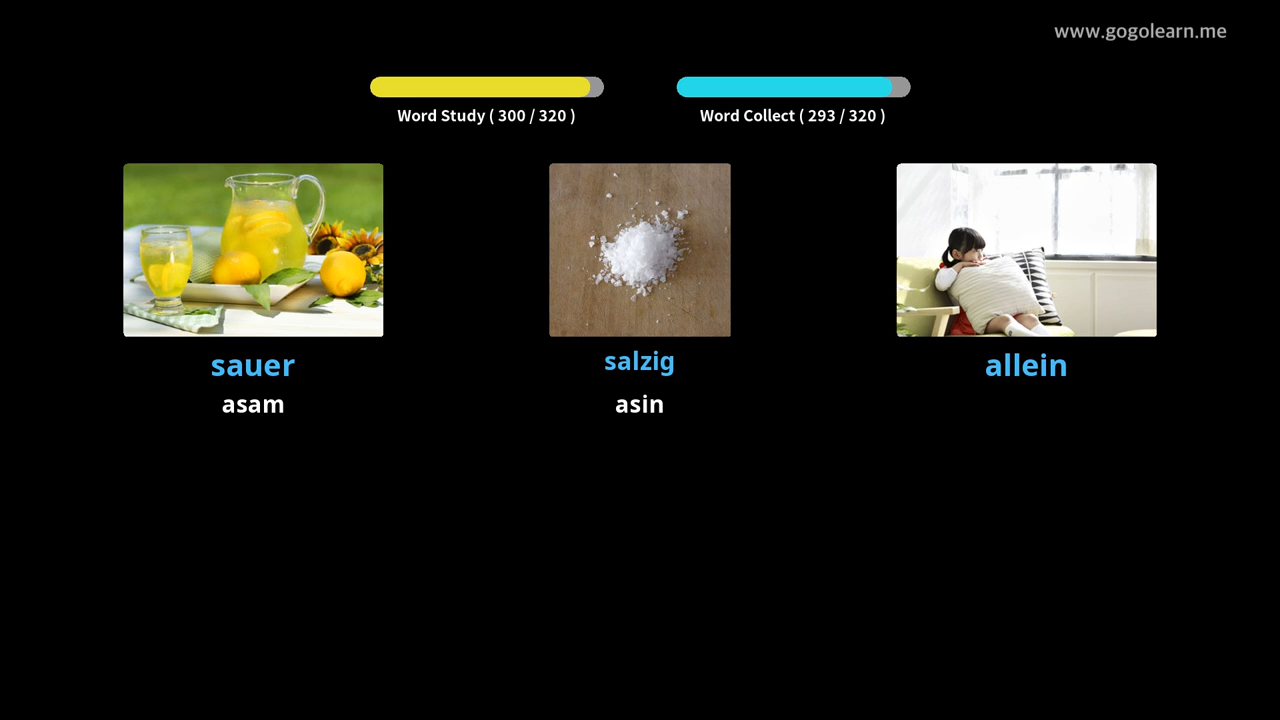 www.gogolearn.me
Word Study ( 300 / 320 )
Word Collect ( 293 / 320 )
sauer
asam
salzig
asin
allein